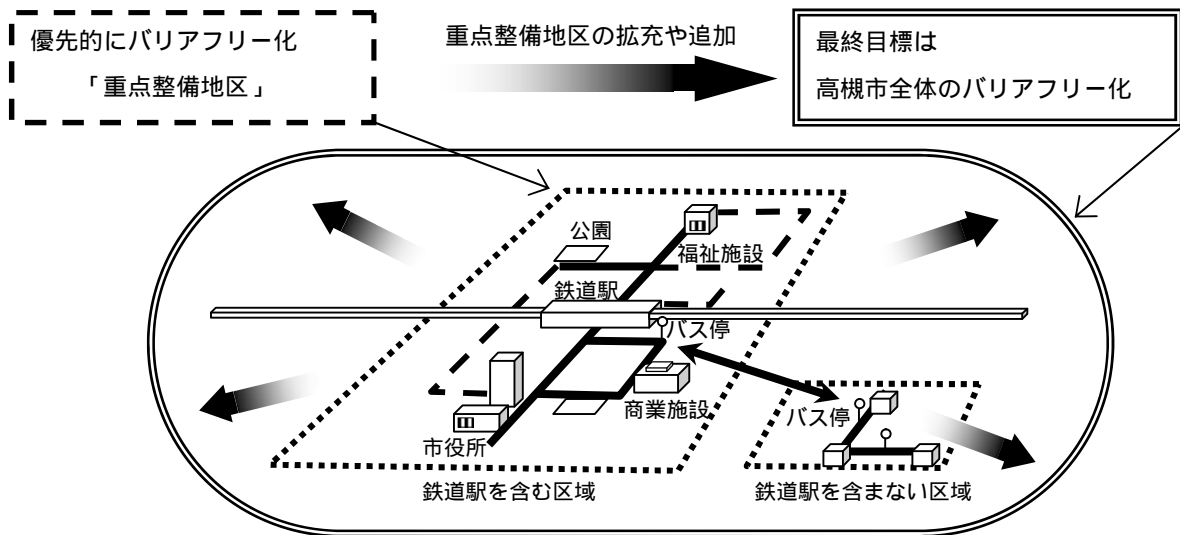 優先的にバリアフリー化
「重点整備地区」
重点整備地区の拡充や追加
最終目標は
高槻市全体のバリアフリー化
公園
福祉施設
鉄道駅
バス停
商業施設
市役所
バス停
鉄道駅を含む区域
鉄道駅を含まない区域